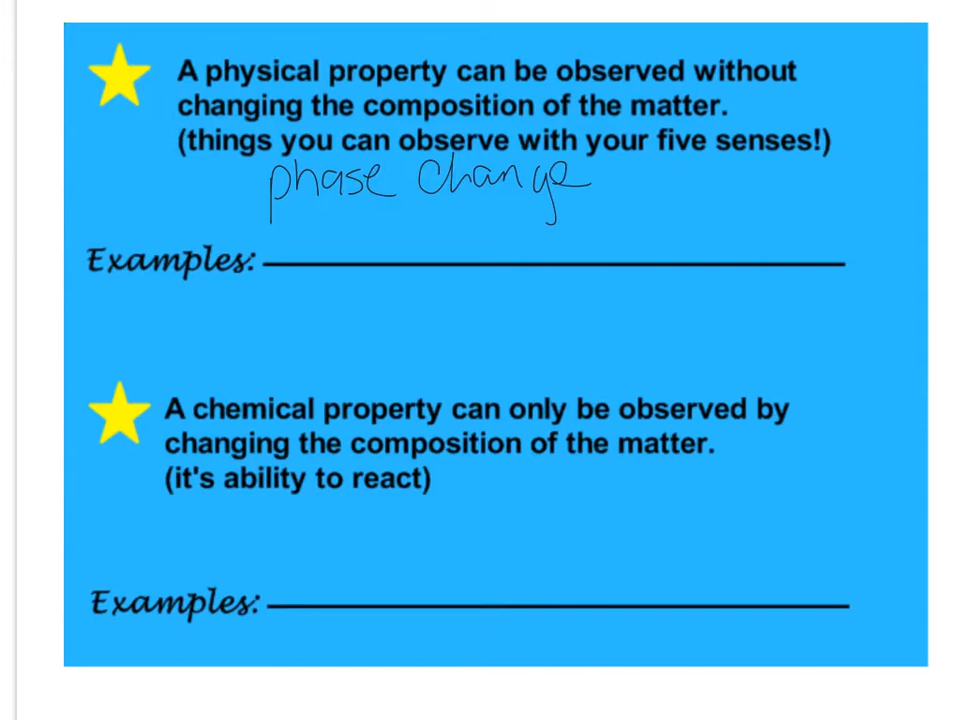 A physical property can be observed without
changing the composition of the matter.
(things you can observe with your five senses!)
phase change
Examples:
A chemical property can only be observed by
changing the composition of the matter.
(it's ability to react)
Examples: